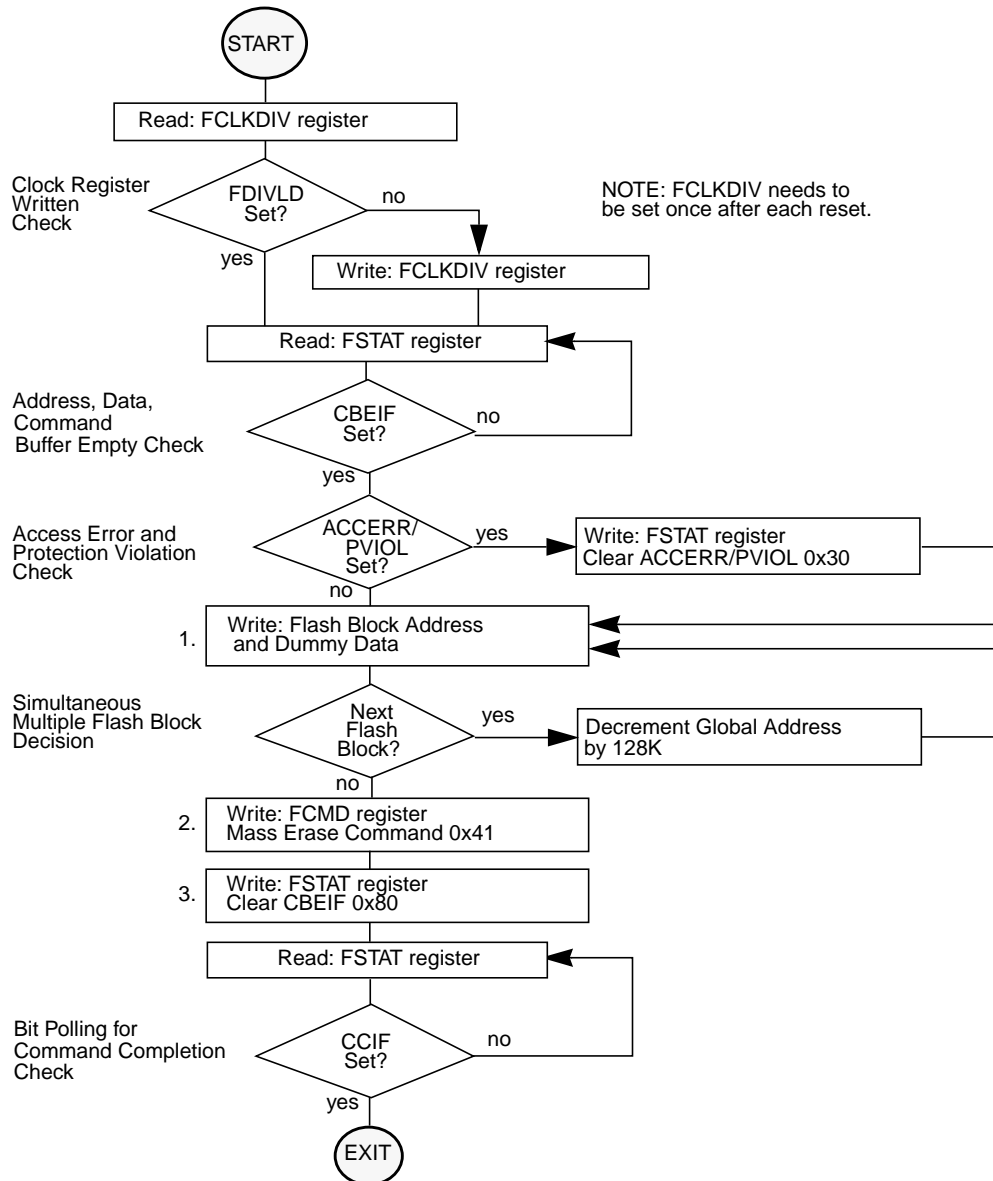 START
Read: FCLKDIV register
Clock Register
Written
Check
FDIVLD
Set?
no
yes
NOTE: FCLKDIV needs to
be set once after each reset.
Write: FCLKDIV register
Read: FSTAT register
Address, Data,
Command
Buffer Empty Check
CBEIF
Set?
no
yes
Access Error and
Protection Violation
Check
ACCERR/
PVIOL
Set?
yes
no
Write: FSTAT register
Clear ACCERR/PVIOL 0x30
1.
Write: Flash Block Address
and Dummy Data
Simultaneous
Multiple Flash Block
Decision
Next
Flash
Block?
yes
no
Decrement Global Address
by 128K
2.
Write: FCMD register
Mass Erase Command 0x41
3.
Write: FSTAT register
Clear CBEIF 0x80
Read: FSTAT register
Bit Polling for
Command Completion
Check
CCIF
Set?
no
yes
EXIT